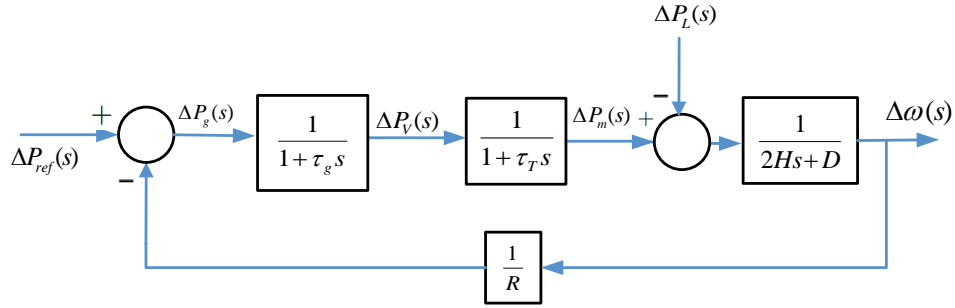 ΔP_L(s)
+
ΔP_ref(s)
−
ΔP_g(s)
1
1+τ_g s
ΔP_V(s)
1
1+τ_T s
ΔP_m(s)
+
−
1
2Hs+D
Δω(s)
1
R